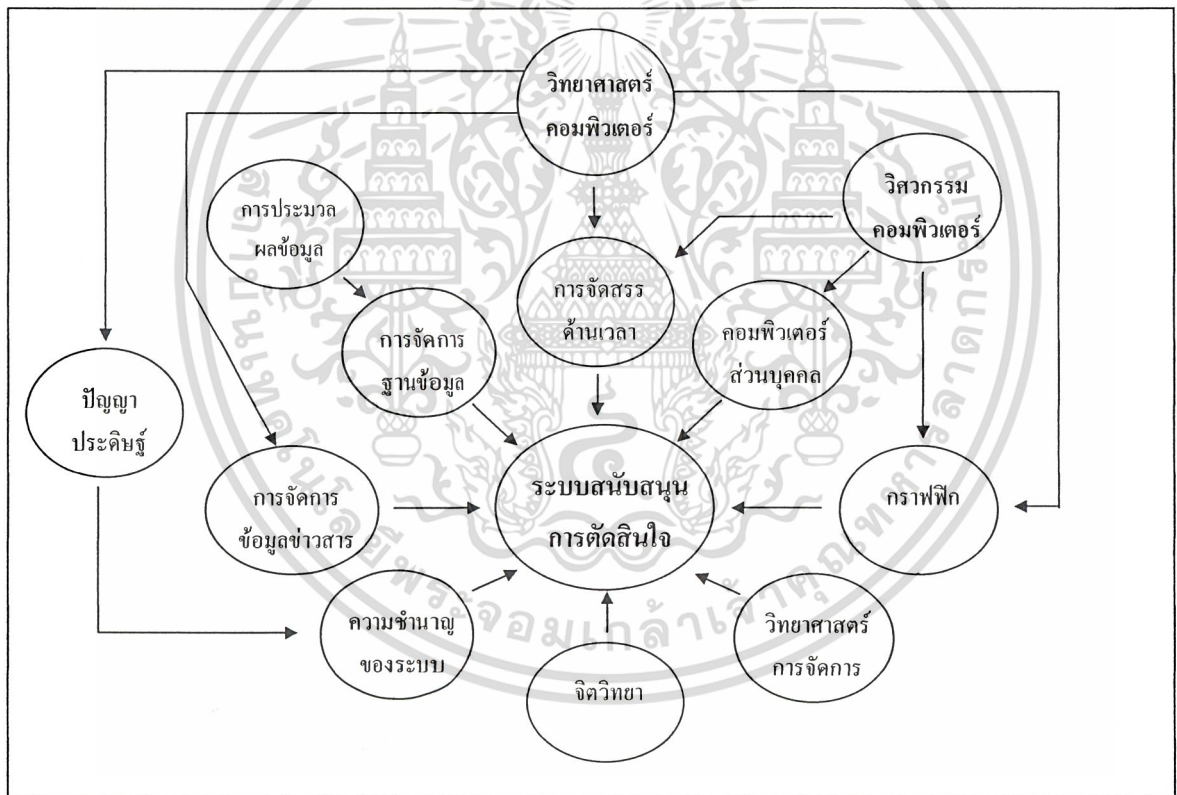 วิทยาศาสตร์
คอมพิวเตอร์
วิศวกรรม
คอมพิวเตอร์
การประมวล
ผลข้อมูล
การจัดสรร
ด้านเวลา
การจัดการ
ฐานข้อมูล
คอมพิวเตอร์
ส่วนบุคคล
ปัญญา
ประดิษฐ์
การจัดการ
ข้อมูลข่าวสาร
ระบบสนับสนุน
การตัดสินใจ
กราฟฟิก
ความชำนาญ
ของระบบ
จิตวิทยา
วิทยาศาสตร์
การจัดการ